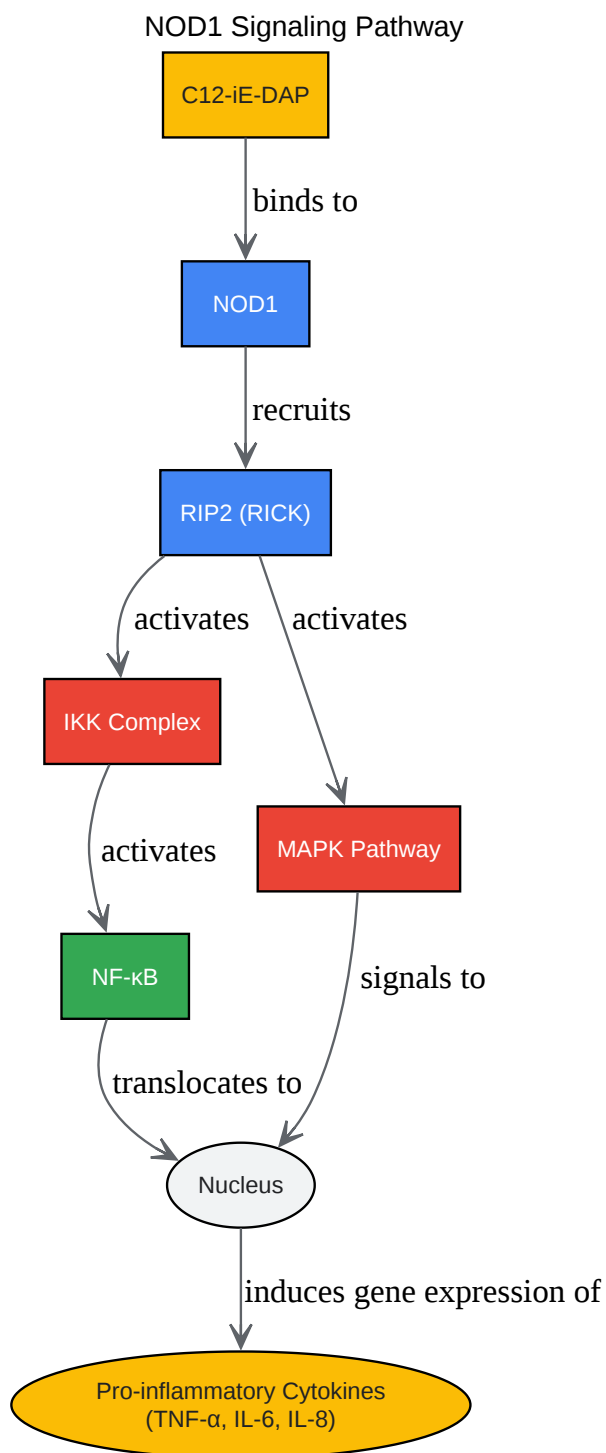 NOD1 Signaling Pathway
C12-iE-DAP
binds to
NOD1
recruits
RIP2 (RICK)
activates
activates
IKK Complex
MAPK Pathway
activates
NF-κB
signals to
translocates to
Nucleus
induces gene expression of
Pro-inflammatory Cytokines
(TNF-α, IL-6, IL-8)